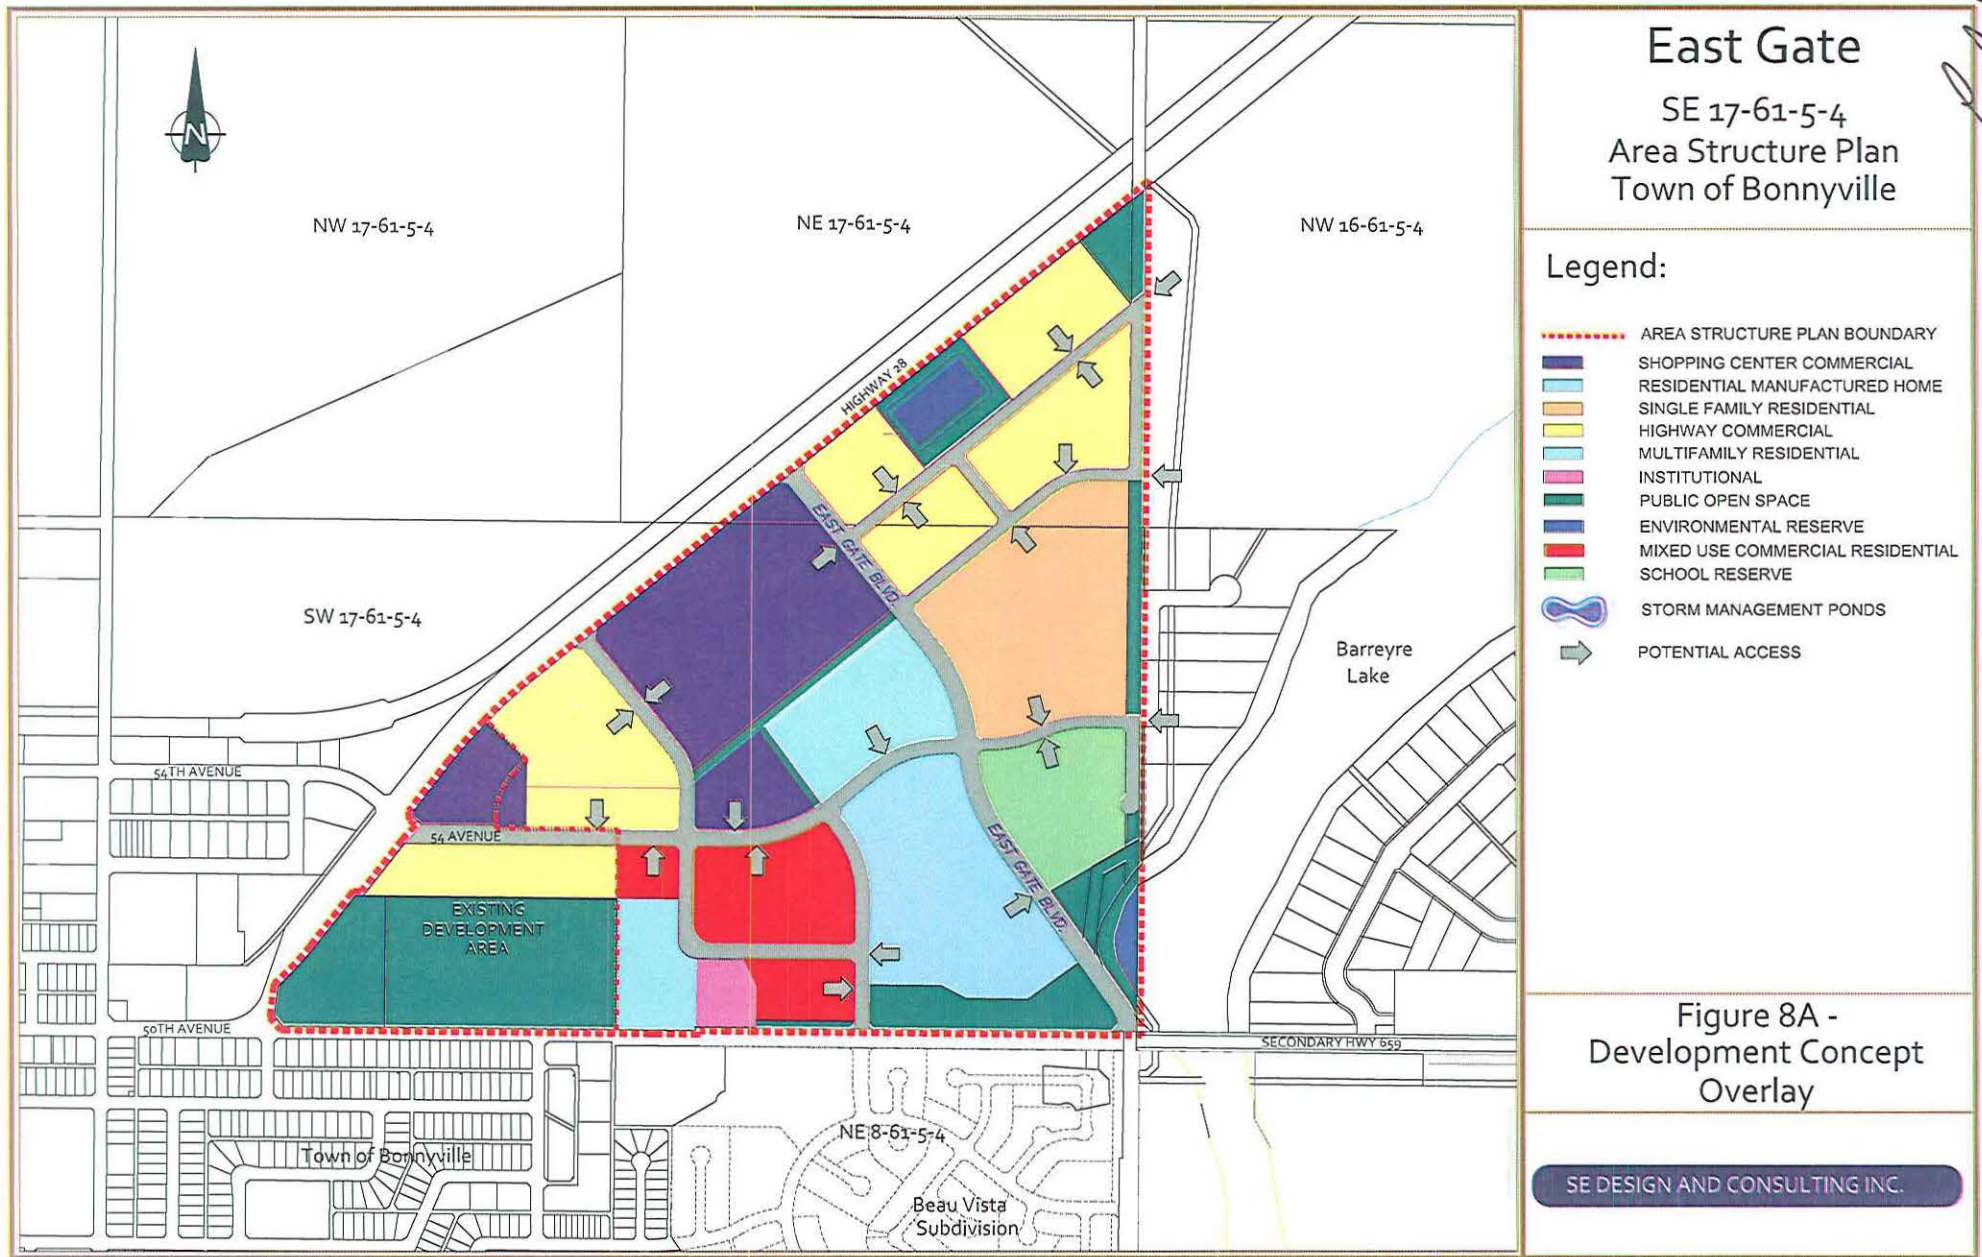 East Gate
SE 17-61-5-4
Area Structure Plan
Town of Bonnyville
Legend:
AREA STRUCTURE PLAN BOUNDARY
SHOPPING CENTER COMMERCIAL
RESIDENTIAL MANUFACTURED HOME
SINGLE FAMILY RESIDENTIAL
HIGHWAY COMMERCIAL
MULTIFAMILY RESIDENTIAL
INSTITUTIONAL
PUBLIC OPEN SPACE
ENVIRONMENTAL RESERVE
MIXED USE COMMERCIAL RESIDENTIAL
SCHOOL RESERVE
STORM MANAGEMENT PONDS
POTENTIAL ACCESS
Figure 8A -
Development Concept
Overlay
SE DESIGN AND CONSULTING INC.
N
NW 17-61-5-4
NE 17-61-5-4
NW 16-61-5-4
HIGHWAY 28
EAST GATE BLVD.
SW 17-61-5-4
Barreyre
Lake
54TH AVENUE
54 AVENUE
EAST GATE BLVD.
EXISTING
DEVELOPMENT
AREA
50TH AVENUE
SECONDARY HWY 659
NE 8-61-5-4
Town of Bonnyville
Beau Vista
Subdivision